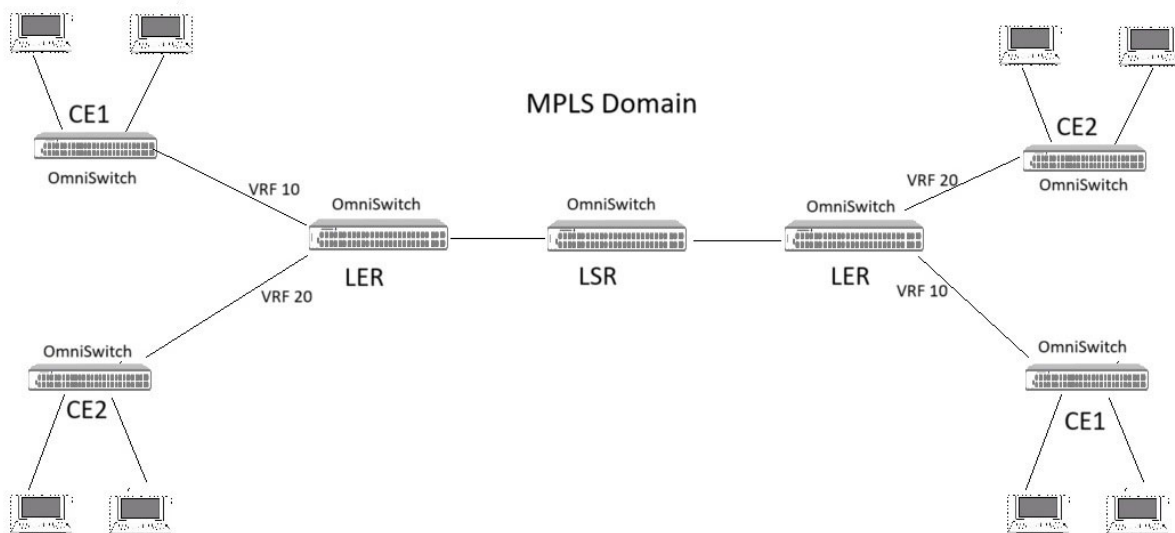 MPLS Domain
CE1
OmniSwitch
VRF 10
OmniSwitch
LER
VRF 20
OmniSwitch
CE2
OmniSwitch
LSR
OmniSwitch
LER
VRF 20
CE2
OmniSwitch
VRF 10
OmniSwitch
CE1